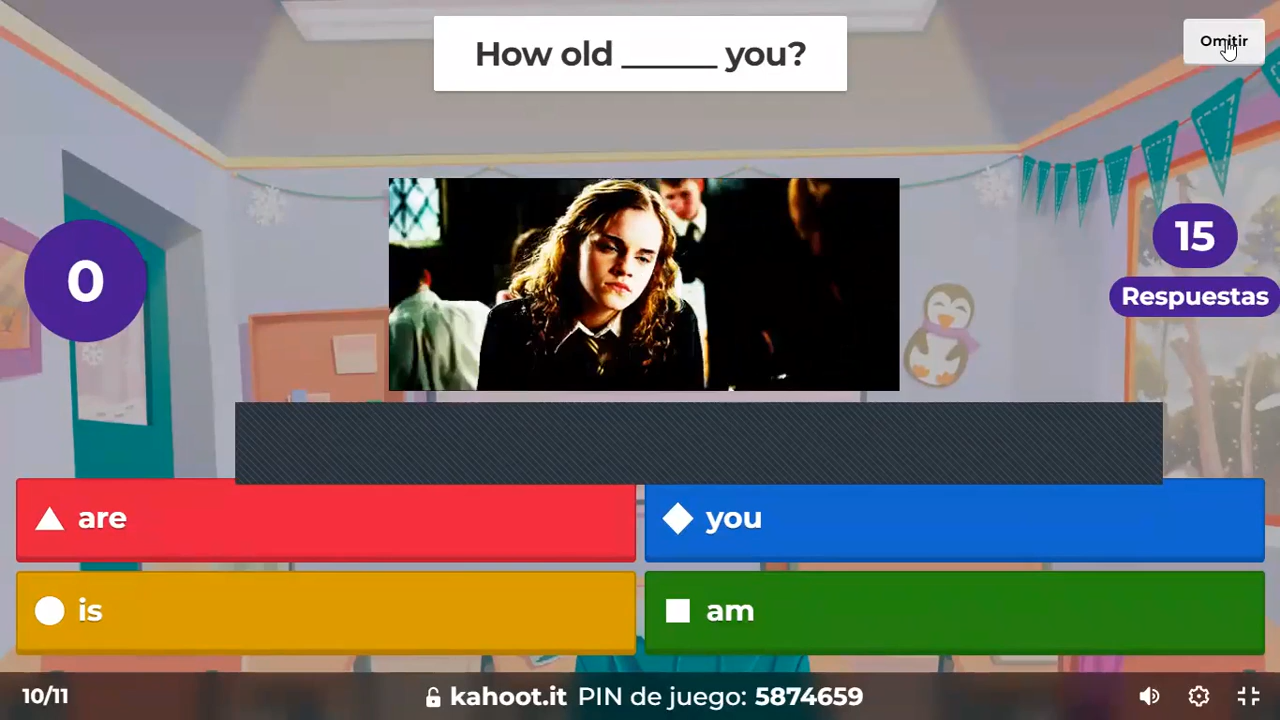 How old ______ you?
Omitir
0
15
Respuestas
are
you
is
am
10/11
kahoot.it PIN de juego: 5874659